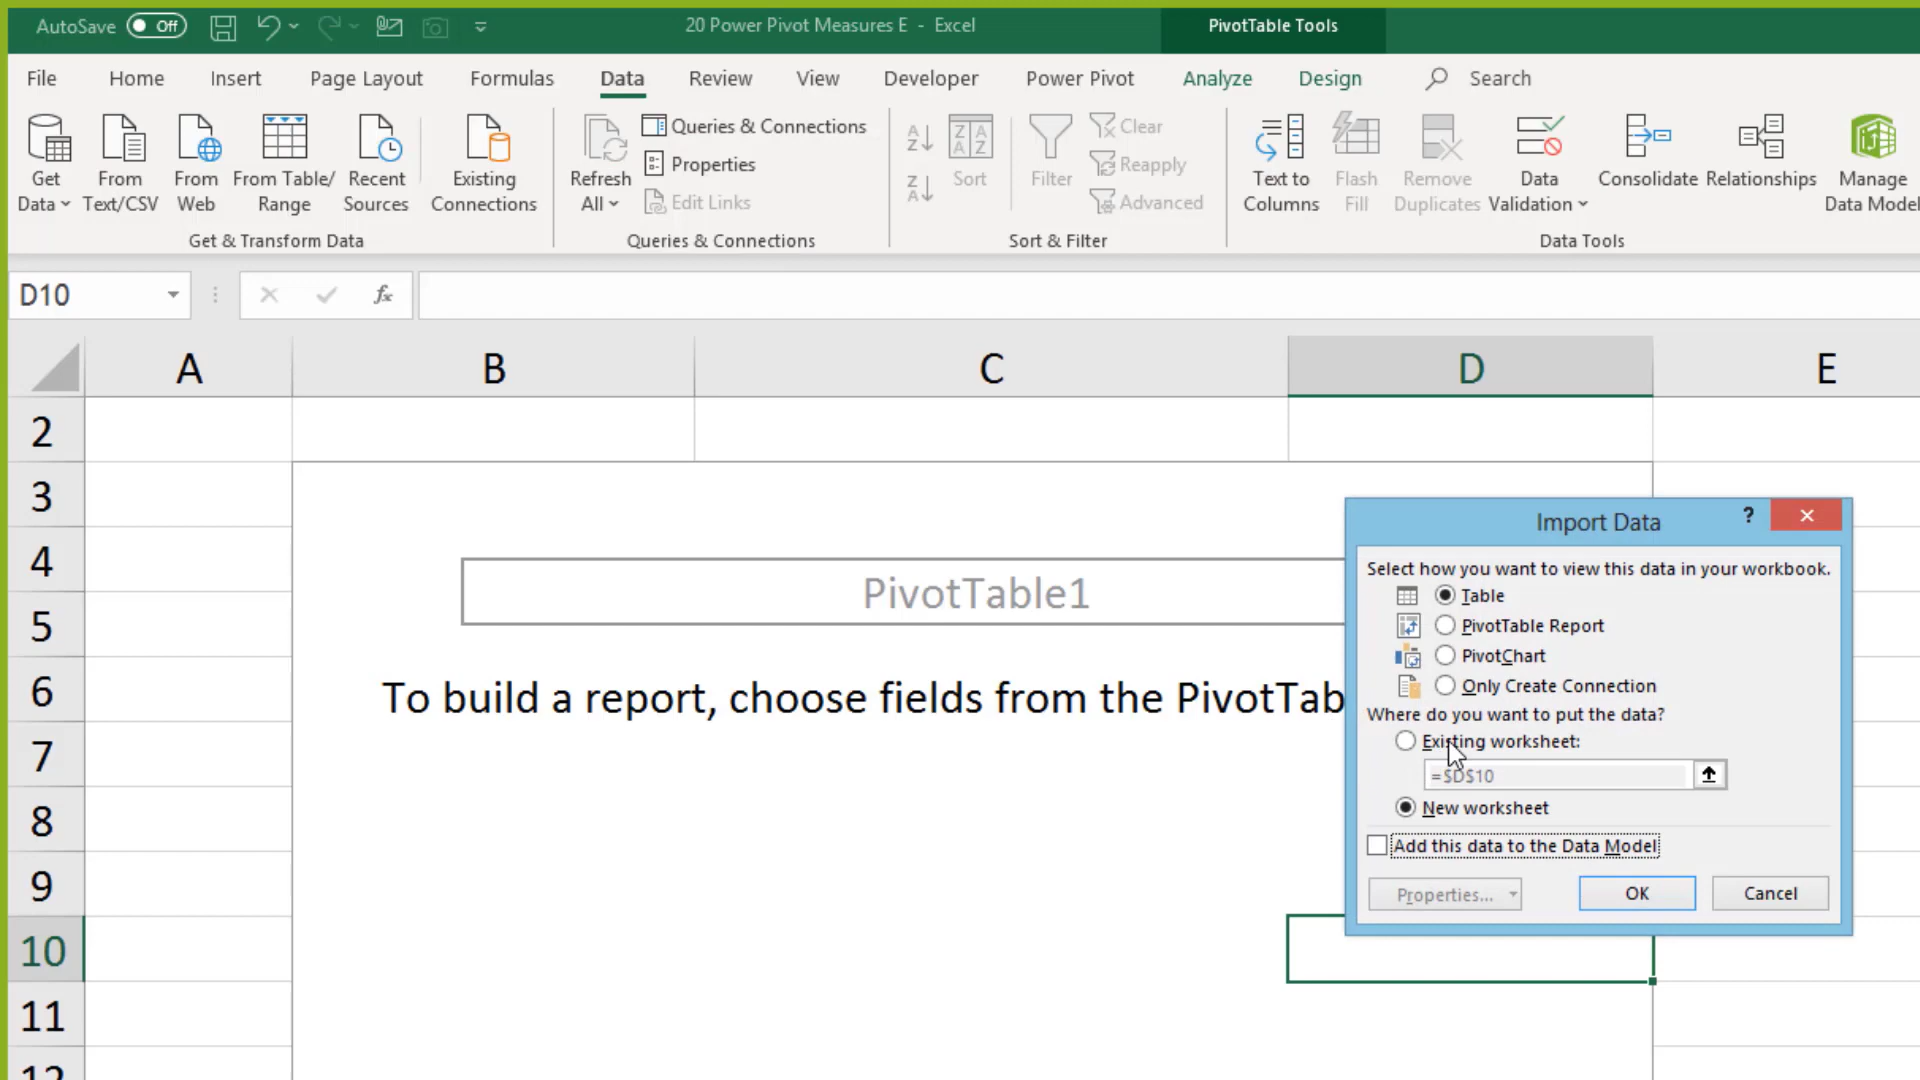 AutoSave Off
20 Power Pivot Measures E - Excel
PivotTable Tools
File Home Insert Page Layout Formulas Data Review View Developer Power Pivot Analyze Design Search
Get Data
From Text/CSV
From Web
From Table/ Range
Recent Sources
Existing Connections
Refresh All
Queries & Connections
Properties
Edit Links
Sort
Filter
Clear
Reapply
Advanced
Text to Columns
Flash Fill
Remove Duplicates
Data Validation
Consolidate
Relationships
Manage Data Model
Get & Transform Data
Queries & Connections
Sort & Filter
Data Tools
D10
fx
A B C D E
2
3
4
5
6
7
8
9
10
11
12
PivotTable1
To build a report, choose fields from the PivotTab
Import Data
?
Select how you want to view this data in your workbook.
Table
PivotTable Report
PivotChart
Only Create Connection
Where do you want to put the data?
Existing worksheet:
=$D$10
New worksheet
Add this data to the Data Model
Properties...
OK
Cancel